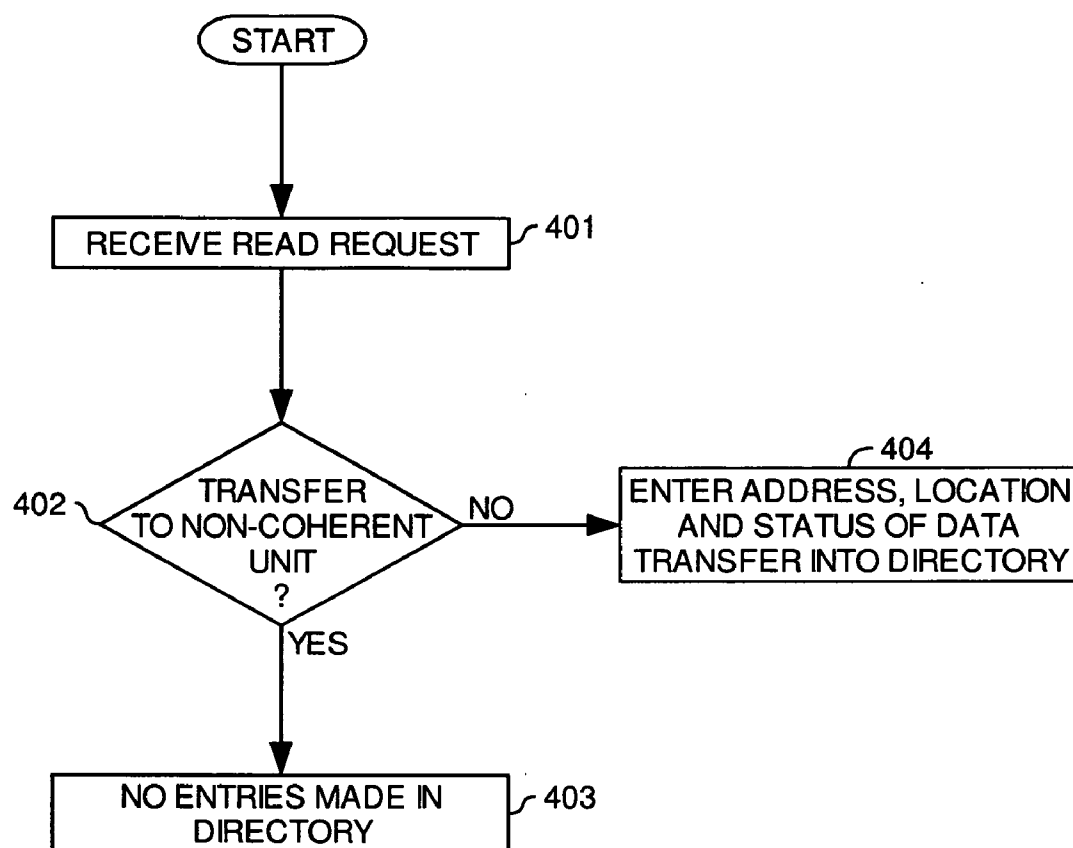 START
RECEIVE READ REQUEST
401
404
402
TRANSFER
TO NON-COHERENT
UNIT
?
NO
ENTER ADDRESS, LOCATION
AND STATUS OF DATA
TRANSFER INTO DIRECTORY
YES
NO ENTRIES MADE IN
DIRECTORY
403